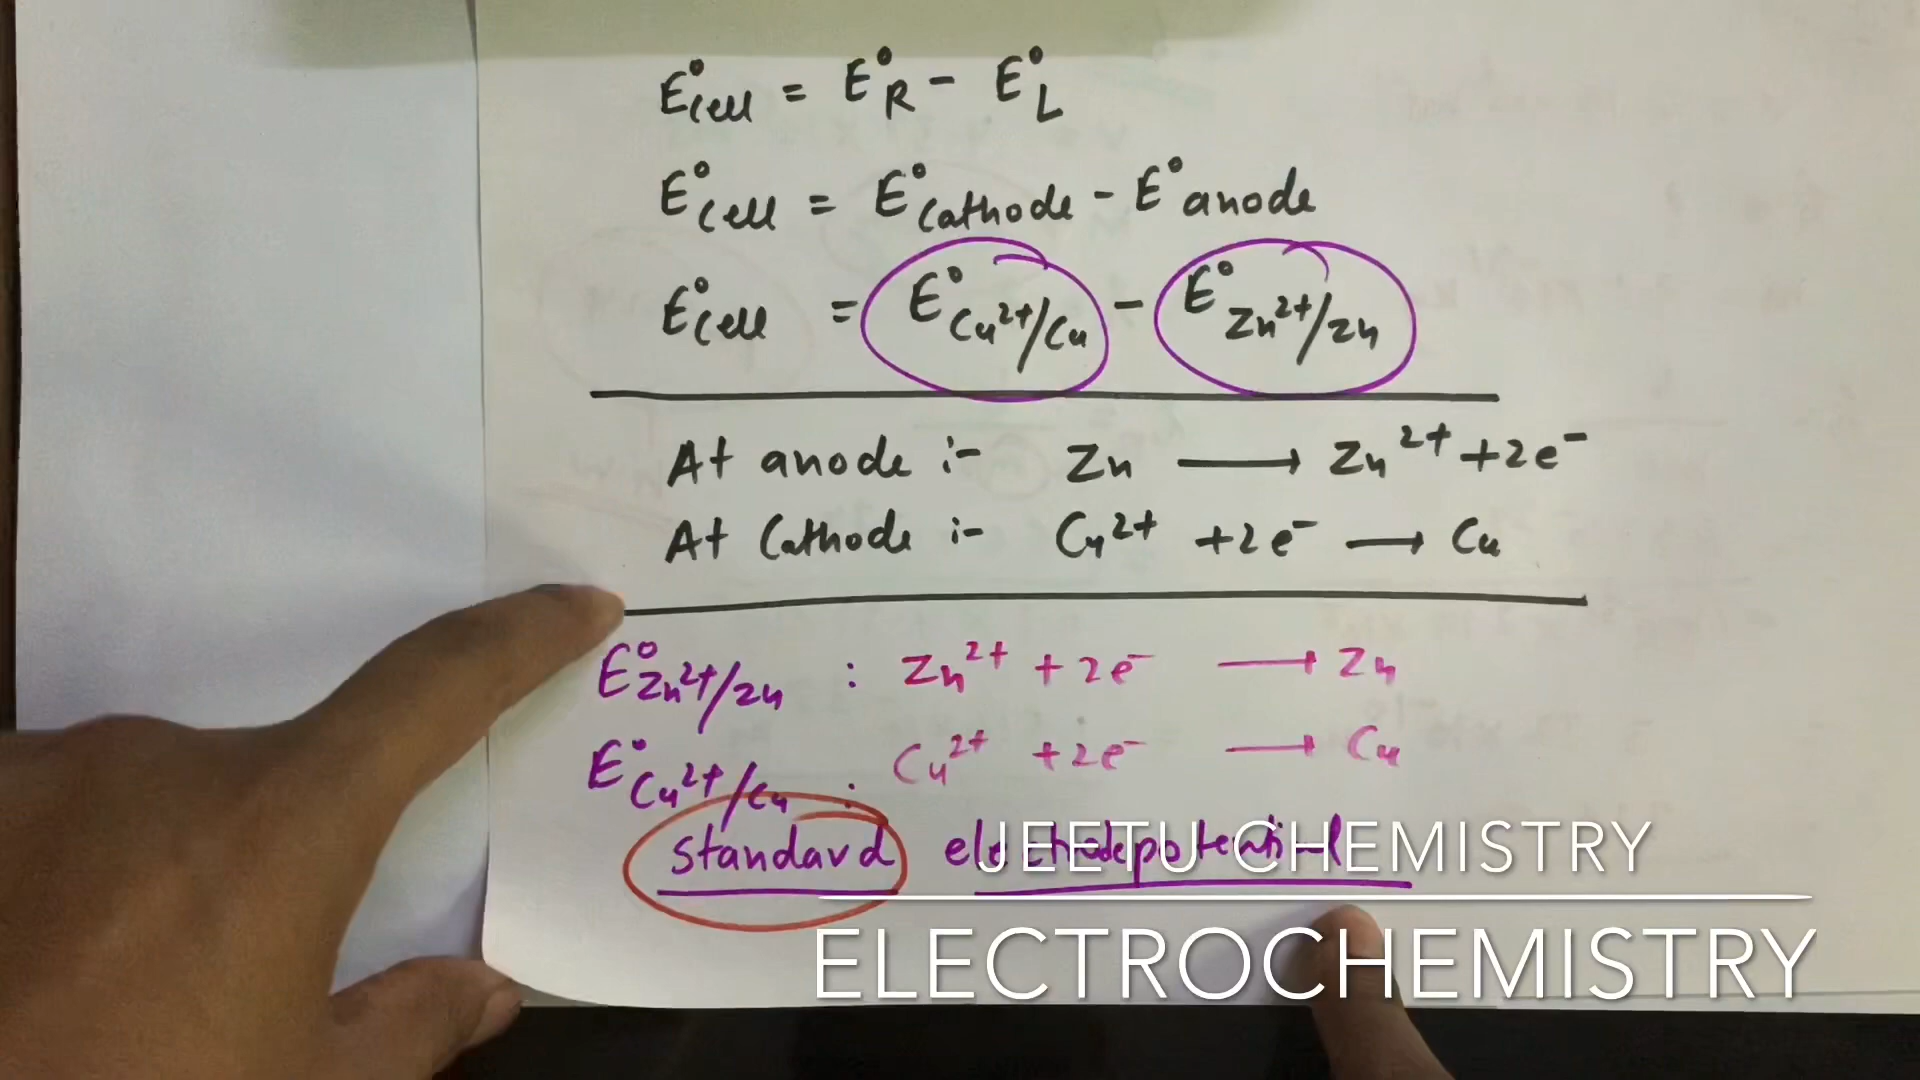 E°cell = E°R - E°L
E°cell = E°cathode - E°anode
E°cell = E°Cu²⁺/Cu - E°Zn²⁺/Zn
At anode :- Zn ⟶ Zn²⁺ + 2e⁻
At Cathode :- Cu²⁺ + 2e⁻ ⟶ Cu
E°Zn²⁺/Zn : Zn²⁺ + 2e⁻ ⟶ Zn
E°Cu²⁺/Cu : Cu²⁺ + 2e⁻ ⟶ Cu
standard electrodepotential
JEETU CHEMISTRY
ELECTROCHEMISTRY